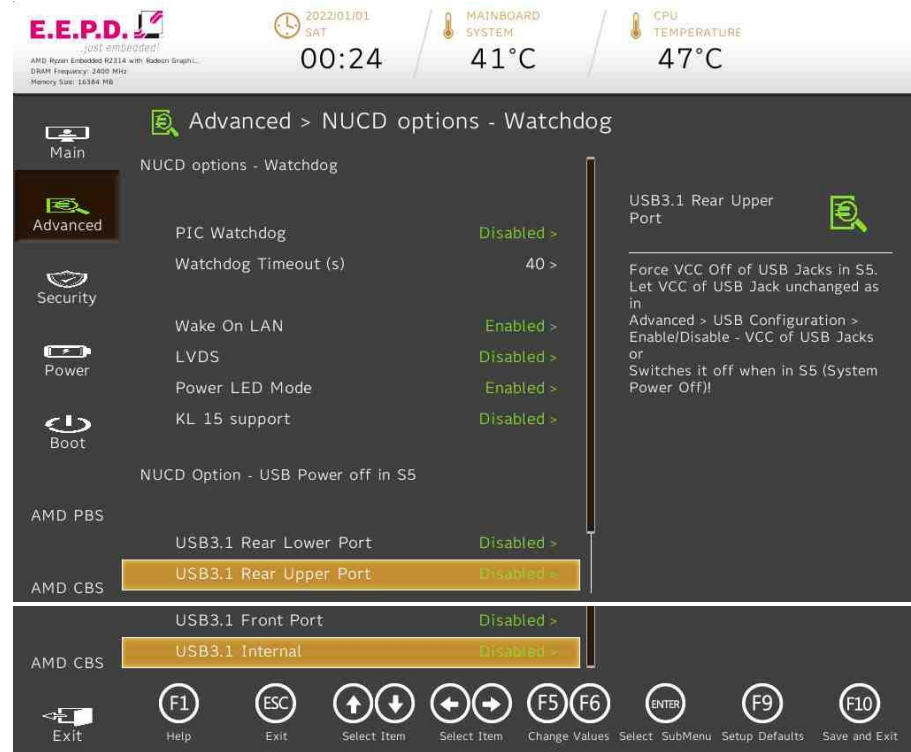 E.E.P.D.
...just embedded!
AMD Ryzen Embedded R2314 with Radeon Graphi...
DRAM Frequency: 2400 MHz
Memory Size: 16384 MB
2022/01/01
SAT
00:24
MAINBOARD
SYSTEM
41°C
CPU
TEMPERATURE
47°C
Main
Advanced
Security
Power
Boot
AMD PBS
AMD CBS
AMD CBS
Exit
Advanced > NUCD options - Watchdog
NUCD options - Watchdog
PIC Watchdog Disabled >
Watchdog Timeout (s) 40 >
Wake On LAN Enabled >
LVDS Disabled >
Power LED Mode Enabled >
KL 15 support Disabled >
NUCD Option - USB Power off in S5
USB3.1 Rear Lower Port Disabled >
USB3.1 Rear Upper Port Disabled >
USB3.1 Front Port Disabled >
USB3.1 Internal Disabled >
USB3.1 Rear Upper
Port
Force VCC Off of USB Jacks in S5.
Let VCC of USB Jack unchanged as
in
Advanced > USB Configuration >
Enable/Disable - VCC of USB Jacks
or
Switches it off when in S5 (System
Power Off)!
F1
Help
ESC
Exit
Select Item
Select Item
F5 F6
Change Values
ENTER
Select SubMenu
F9
Setup Defaults
F10
Save and Exit